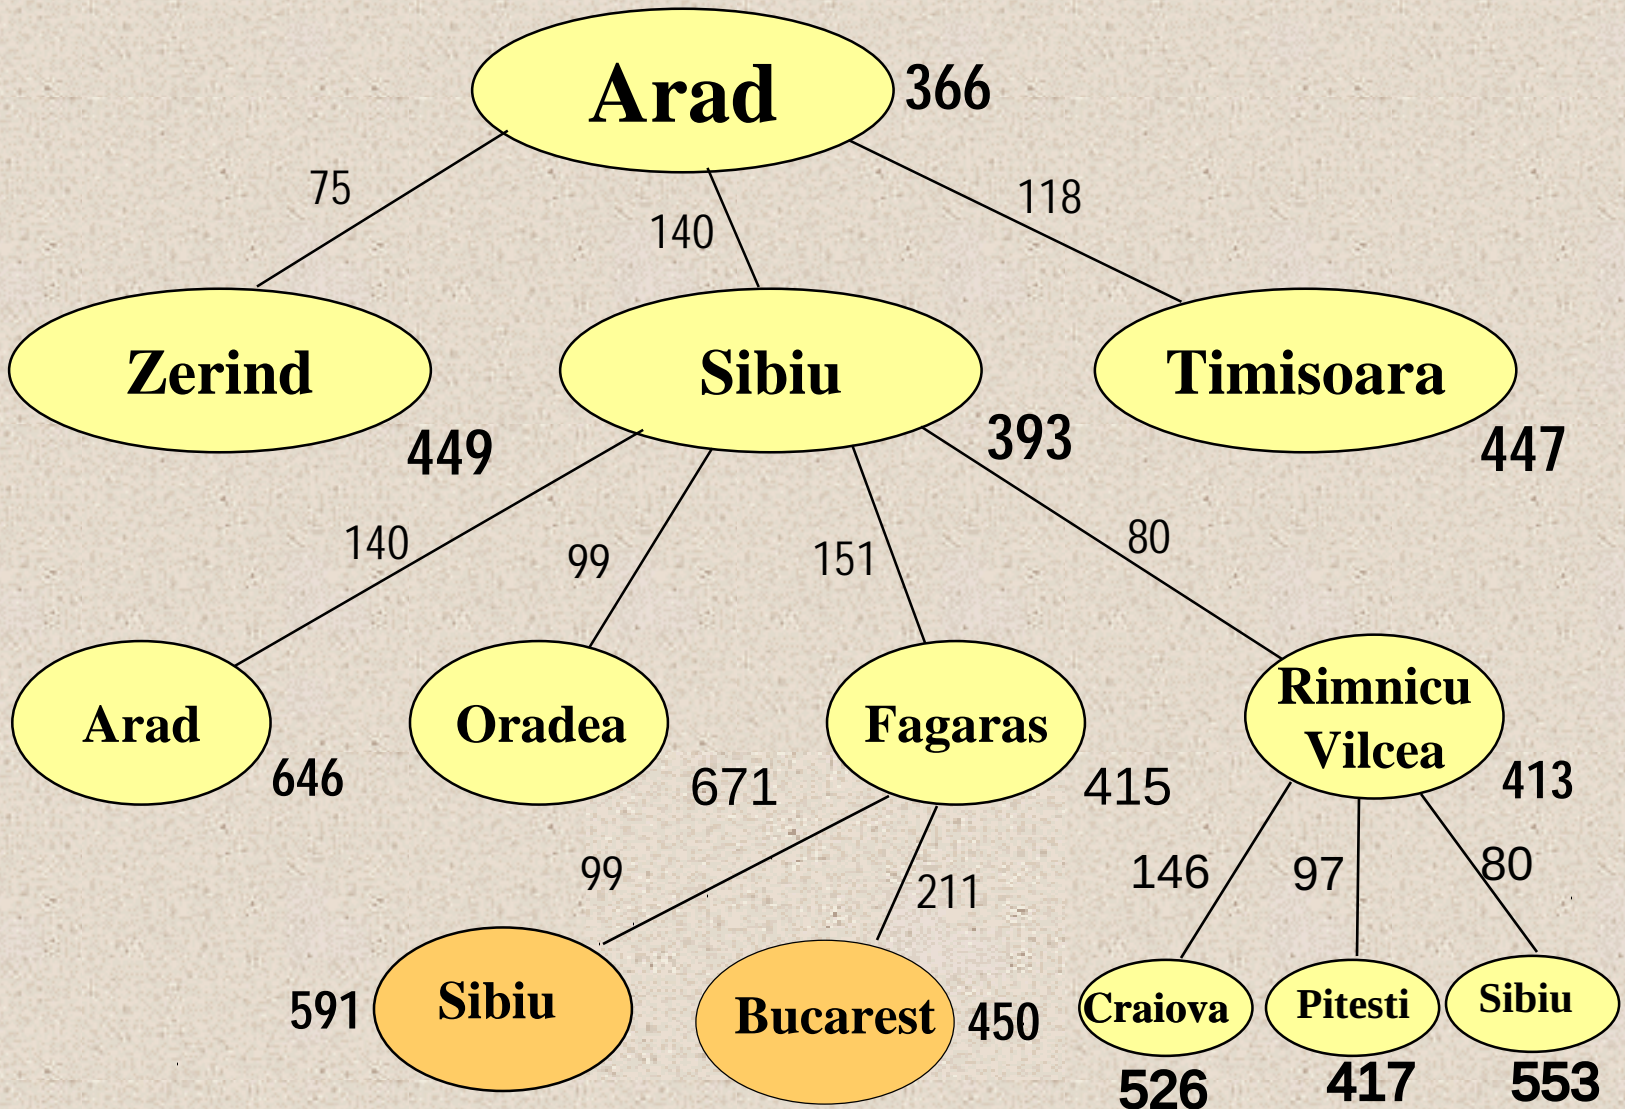 Arad
366
75
140
118
Zerind
Sibiu
Timisoara
449
393
447
140
99
151
80
Arad
Oradea
Fagaras
Rimnicu
Vilcea
646
671
415
413
99
211
146
97
80
591
Sibiu
Bucarest
450
Craiova
Pitesti
Sibiu
526
417
553